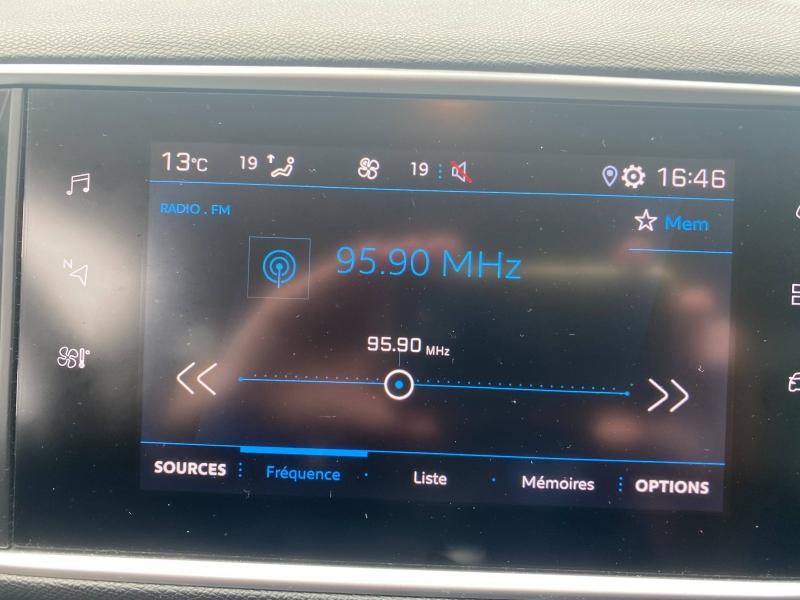 13°C 19 19 16:46
RADIO . FM
Mem
95.90 MHz
95.90 MHz
N
SOURCES Fréquence Liste Mémoires OPTIONS